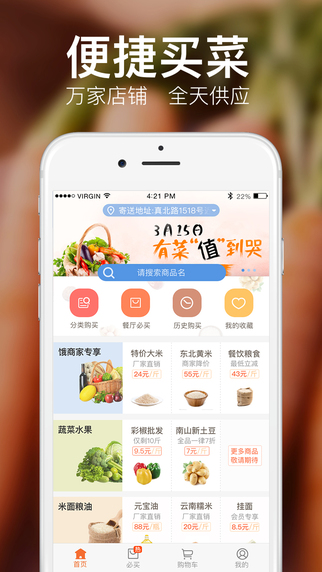 便捷买菜
万家店铺 全天供应
VIRGIN 4:21 PM 22%
寄送地址:真北路1518号
3月15日
有菜“值”到哭
请搜索商品名
分类购买 餐厅必买 历史购买 我的收藏
饿商家专享
特价大米 东北黄米 餐饮粮食
厂家直销 商家降价 最低立减
24元/斤 55元/斤 43元/斤
蔬菜水果
彩椒批发 南山新土豆
仅剩10斤 全品一律7折
9.5元/斤 7元/斤
更多商品
敬请期待
米面粮油
元宝油 云南糯米 挂面
厂家直销 厂家直销 会员专享
88元/瓶 20元/斤 8.5元/斤
首页 必买 购物车 我的